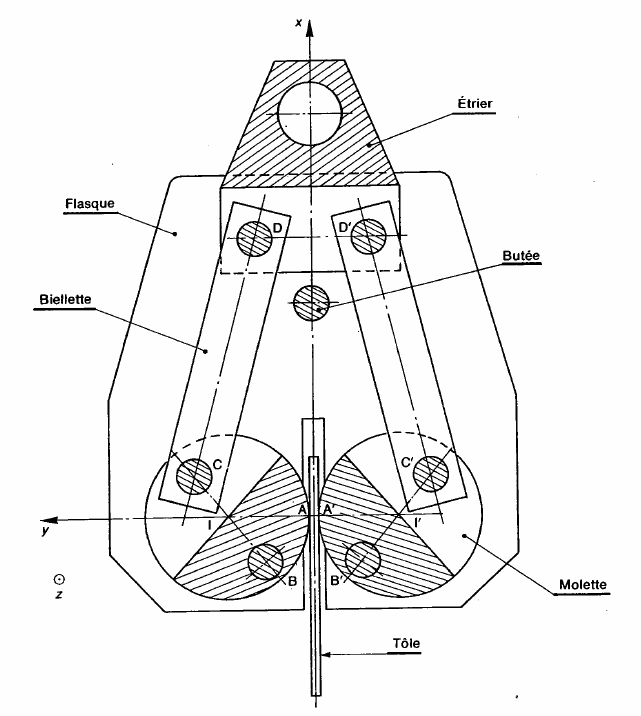 x
Étrier
Flasque
D D'
Butée
Biellette
C C'
I A A' I'
y
B B'
z
Molette
Tôle